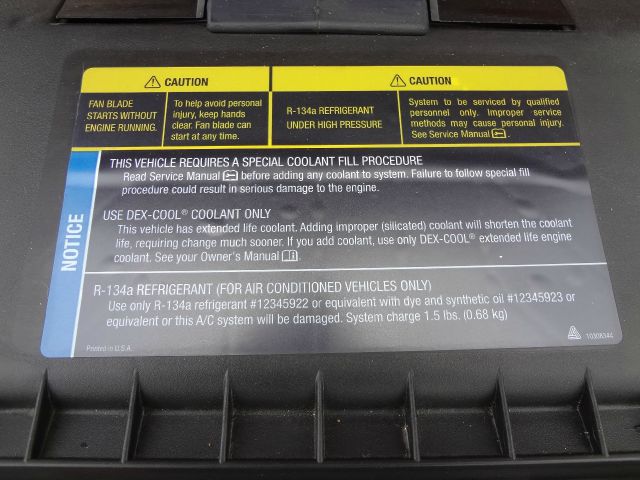 CAUTION
FAN BLADE
STARTS WITHOUT
ENGINE RUNNING.
To help avoid personal
injury, keep hands
clear. Fan blade can
start at any time.
CAUTION
R-134a REFRIGERANT
UNDER HIGH PRESSURE
System to be serviced by qualified
personnel only. Improper service
methods may cause personal injury.
See Service Manual.
NOTICE
THIS VEHICLE REQUIRES A SPECIAL COOLANT FILL PROCEDURE
Read Service Manual before adding any coolant to system. Failure to follow special fill
procedure could result in serious damage to the engine.
USE DEX-COOL® COOLANT ONLY
This vehicle has extended life coolant. Adding improper (silicated) coolant will shorten the coolant
life, requiring change much sooner. If you add coolant, use only DEX-COOL® extended life engine
coolant. See your Owner's Manual.
R-134a REFRIGERANT (FOR AIR CONDITIONED VEHICLES ONLY)
Use only R-134a refrigerant #12345922 or equivalent with dye and synthetic oil #12345923 or
equivalent or this A/C system will be damaged. System charge 1.5 lbs. (0.68 kg)
Printed in U.S.A.
10308344